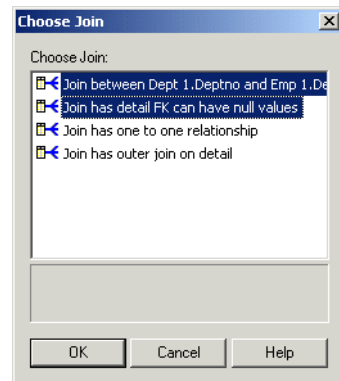 Choose Join
Choose Join:
Join between Dept 1.Deptno and Emp 1.De
Join has detail FK can have null values
Join has one to one relationship
Join has outer join on detail
OK Cancel Help